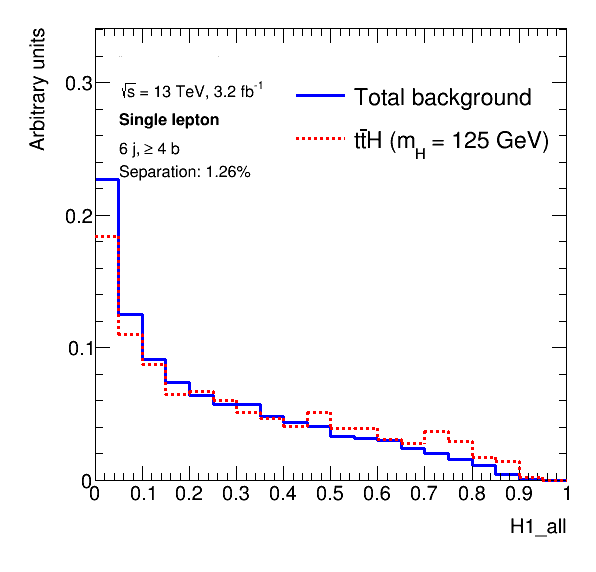 Arbitrary units
√s = 13 TeV, 3.2 fb⁻¹
Single lepton
6 j, ≥ 4 b
Separation: 1.26%
Total background
tt̄H (m_H = 125 GeV)
0.3
0.2
0.1
0
0 0.1 0.2 0.3 0.4 0.5 0.6 0.7 0.8 0.9 1
H1_all